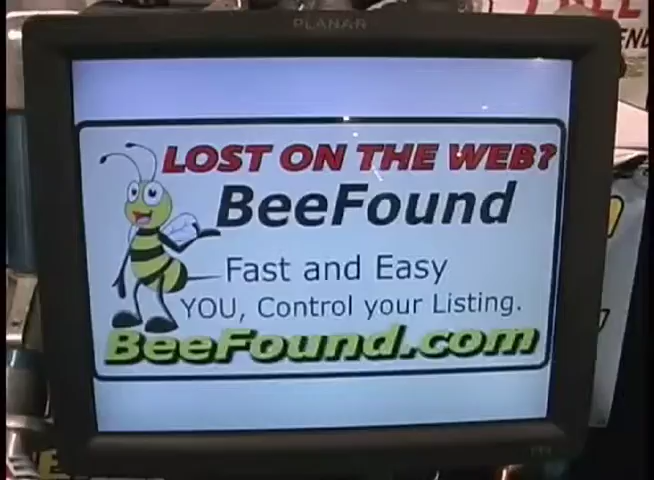 PLANAR
LOST ON THE WEB?
BeeFound
Fast and Easy
YOU, Control your Listing.
BeeFound.com